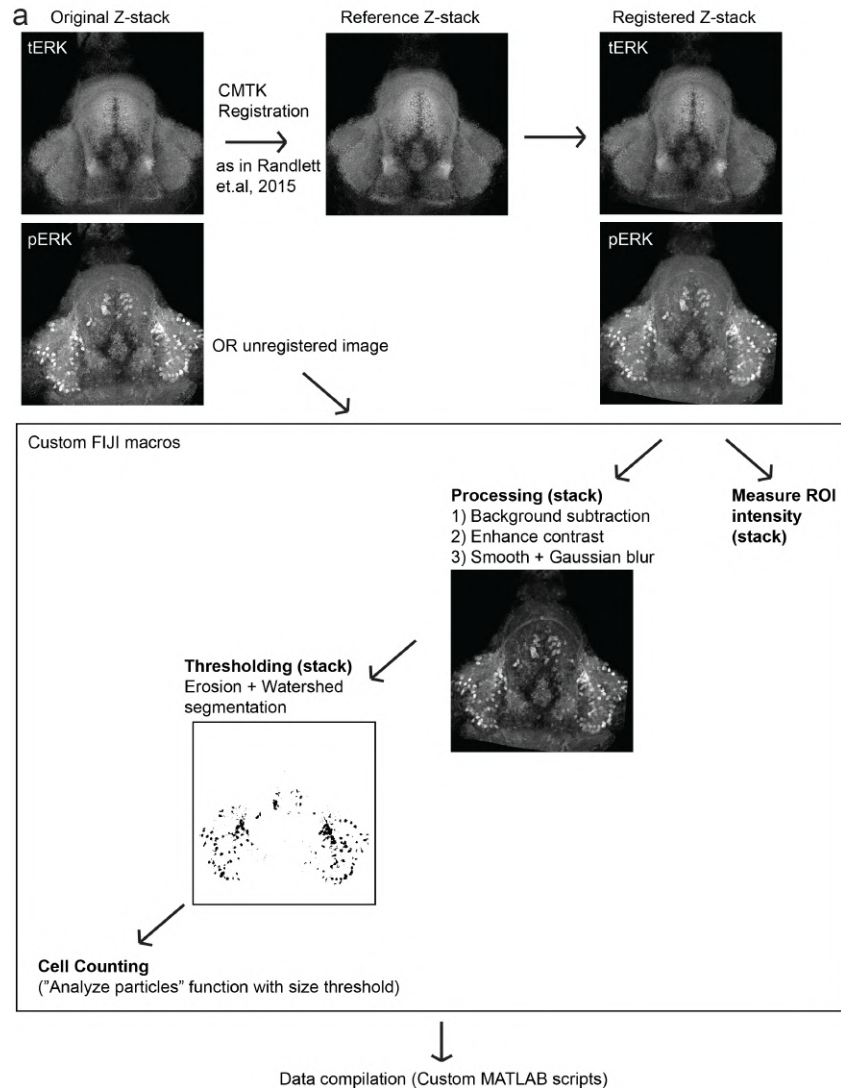 a
Original Z-stack
Reference Z-stack
Registered Z-stack
tERK
CMTK
Registration
as in Randlett
et.al, 2015
tERK
pERK
pERK
OR unregistered image
Custom FIJI macros
Processing (stack)
1) Background subtraction
2) Enhance contrast
3) Smooth + Gaussian blur
Measure ROI
intensity
(stack)
Thresholding (stack)
Erosion + Watershed
segmentation
Cell Counting
("Analyze particles" function with size threshold)
Data compilation (Custom MATLAB scripts)